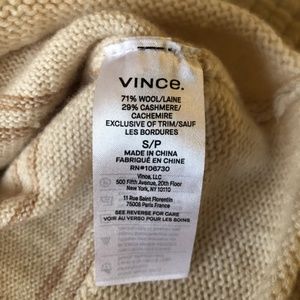 VINCE.
71% WOOL/LAINE
29% CASHMERE/
CACHEMIRE
EXCLUSIVE OF TRIM/SAUF
LES BORDURES
S/P
MADE IN CHINA
FABRIQUÉ EN CHINE
RN#106730
Vince, LLC
500 Fifth Avenue, 20th Floor
New York, NY 10110
11 Rue Saint Florentin
75008 Paris France
SEE REVERSE FOR CARE
VOIR AU VERSO POUR LES SOINS